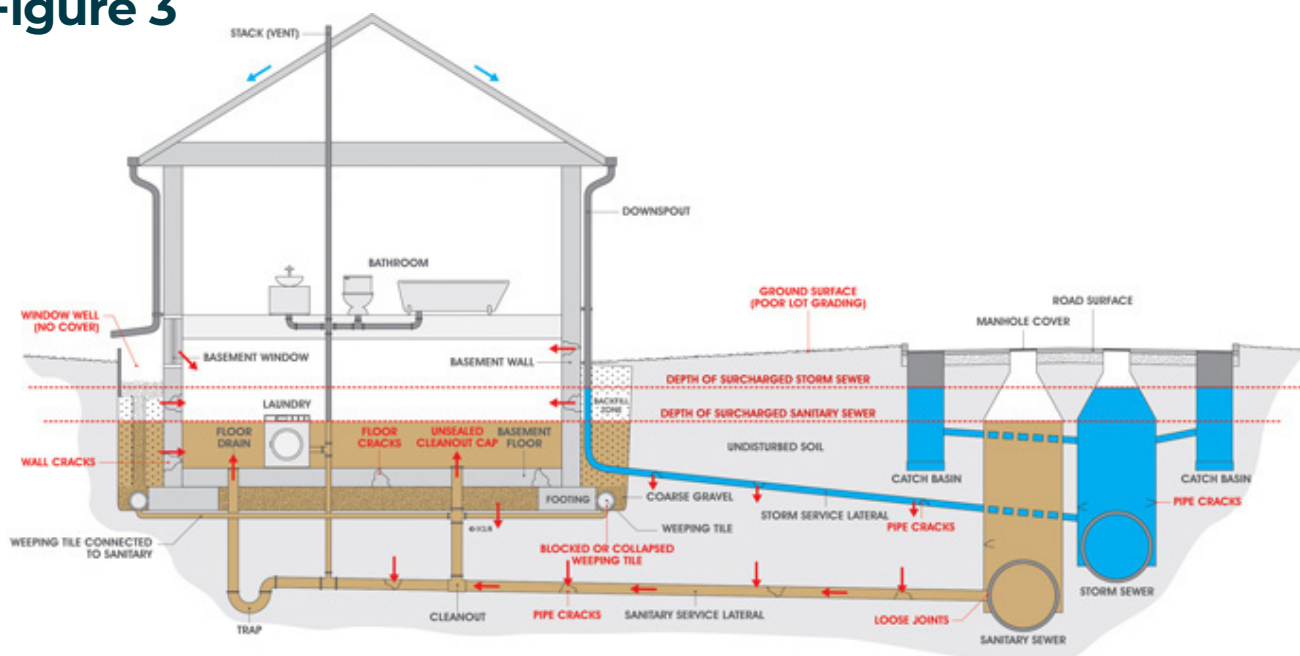 Figure 3
STACK (VENT)
DOWNSPOUT
BATHROOM
GROUND SURFACE
(POOR LOT GRADING)
ROAD SURFACE
MANHOLE COVER
WINDOW WELL
(NO COVER)
BASEMENT WINDOW
BASEMENT WALL
DEPTH OF SURCHARGED STORM SEWER
BACKFILL
ZONE
LAUNDRY
DEPTH OF SURCHARGED SANITARY SEWER
FLOOR
DRAIN
FLOOR
CRACKS
UNSEALED
CLEANOUT CAP
BASEMENT
FLOOR
UNDISTURBED SOIL
WALL CRACKS
CATCH BASIN
CATCH BASIN
FOOTING
COARSE GRAVEL
STORM SERVICE LATERAL
PIPE CRACKS
PIPE CRACKS
WEEPING TILE
WEEPING TILE CONNECTED
TO SANITARY
© ICLR
BLOCKED OR COLLAPSED
WEEPING TILE
STORM SEWER
TRAP
CLEANOUT
PIPE CRACKS
SANITARY SERVICE LATERAL
LOOSE JOINTS
SANITARY SEWER